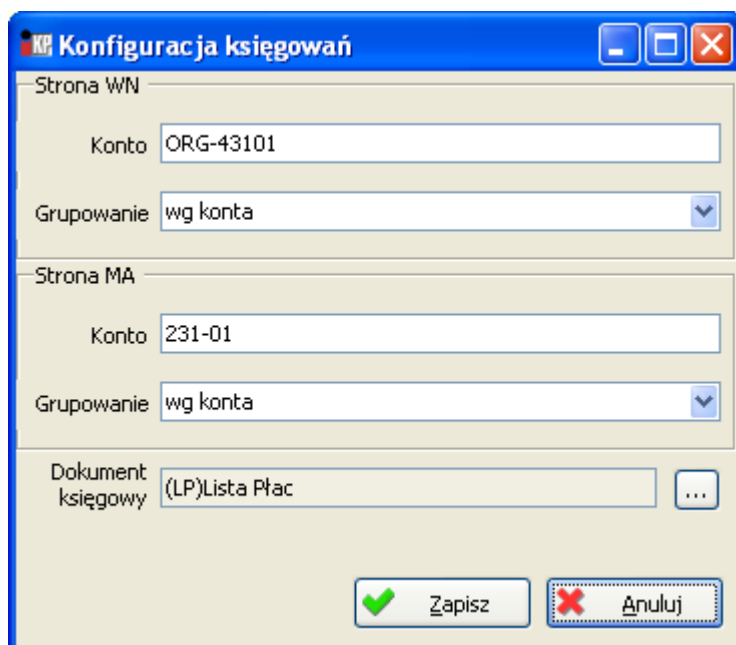 KP Konfiguracja księgowań
Strona WN
Konto ORG-43101
Grupowanie wg konta
Strona MA
Konto 231-01
Grupowanie wg konta
Dokument
księgowy (LP)Lista Płac ...
Zapisz Anuluj